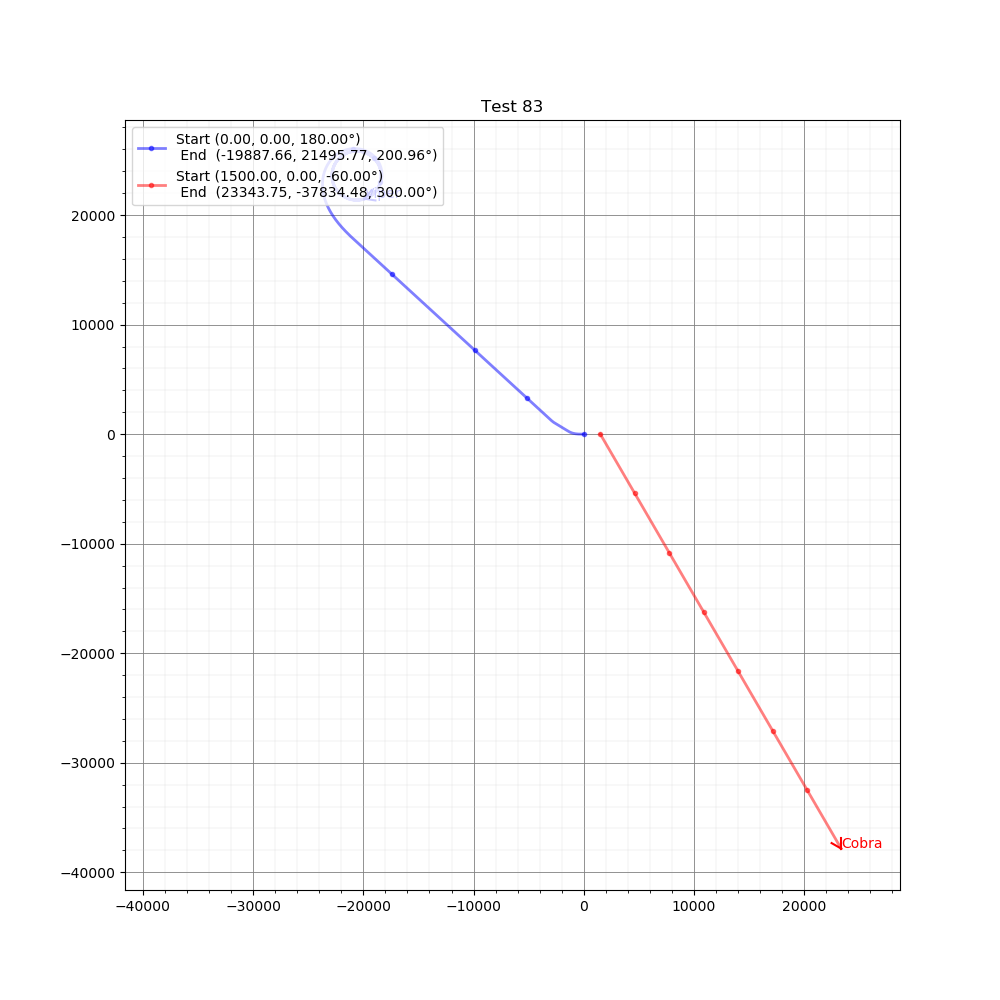 Test 83
Start (0.00, 0.00, 180.00°)
End (-19887.66, 21495.77, 200.96°)
Start (1500.00, 0.00, -60.00°)
End (23343.75, -37834.48, 300.00°)
20000
10000
0
−10000
−20000
−30000
−40000
Cobra
−40000 −30000 −20000 −10000 0 10000 20000